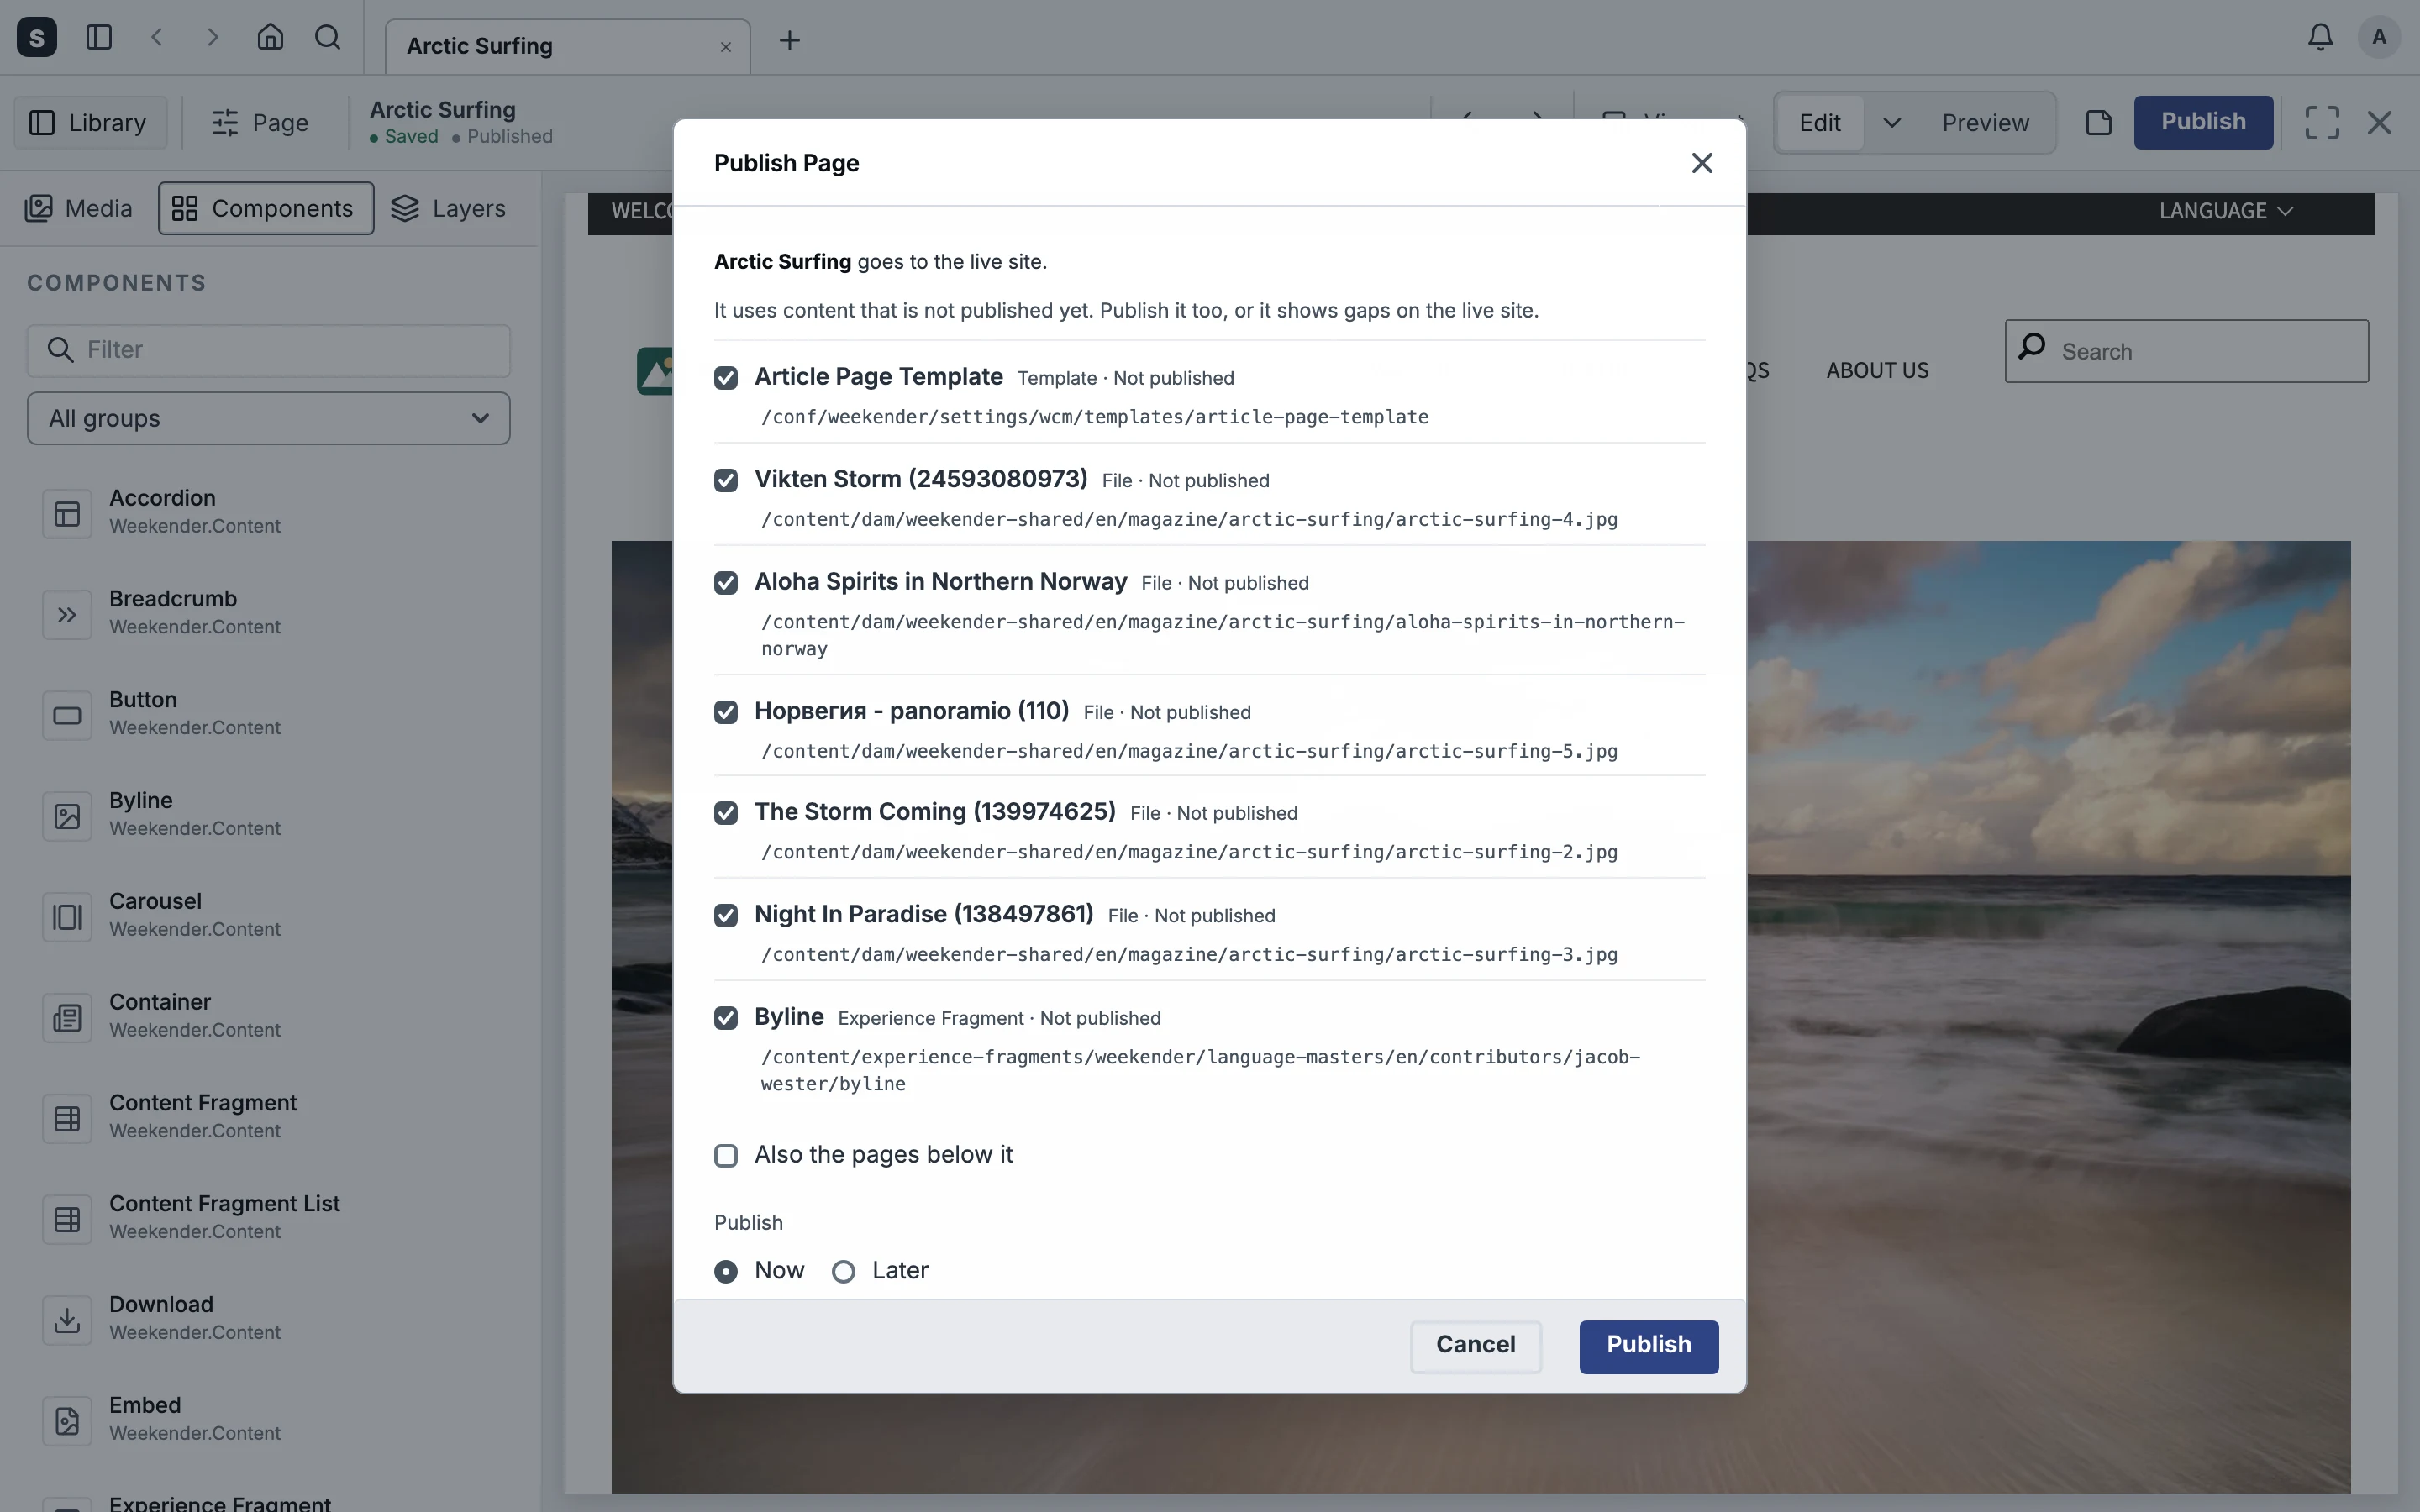 S
Arctic Surfing
A
Library
Page
Arctic Surfing
Saved
Published
Edit
Preview
Publish
Media
Components
Layers
COMPONENTS
Filter
All groups
Accordion
Weekender.Content
Breadcrumb
Weekender.Content
Button
Weekender.Content
Byline
Weekender.Content
Carousel
Weekender.Content
Container
Weekender.Content
Content Fragment
Weekender.Content
Content Fragment List
Weekender.Content
Download
Weekender.Content
Embed
Weekender.Content
Experience Fragment
LANGUAGE
ABOUT US
Search
Publish Page
Arctic Surfing goes to the live site.
It uses content that is not published yet. Publish it too, or it shows gaps on the live site.
Article Page Template Template · Not published
/conf/weekender/settings/wcm/templates/article-page-template
Vikten Storm (24593080973) File · Not published
/content/dam/weekender-shared/en/magazine/arctic-surfing/arctic-surfing-4.jpg
Aloha Spirits in Northern Norway File · Not published
/content/dam/weekender-shared/en/magazine/arctic-surfing/aloha-spirits-in-northern-
norway
Норвегия - panoramio (110) File · Not published
/content/dam/weekender-shared/en/magazine/arctic-surfing/arctic-surfing-5.jpg
The Storm Coming (139974625) File · Not published
/content/dam/weekender-shared/en/magazine/arctic-surfing/arctic-surfing-2.jpg
Night In Paradise (138497861) File · Not published
/content/dam/weekender-shared/en/magazine/arctic-surfing/arctic-surfing-3.jpg
Byline Experience Fragment · Not published
/content/experience-fragments/weekender/language-masters/en/contributors/jacob-
wester/byline
Also the pages below it
Publish
Now
Later
Cancel
Publish